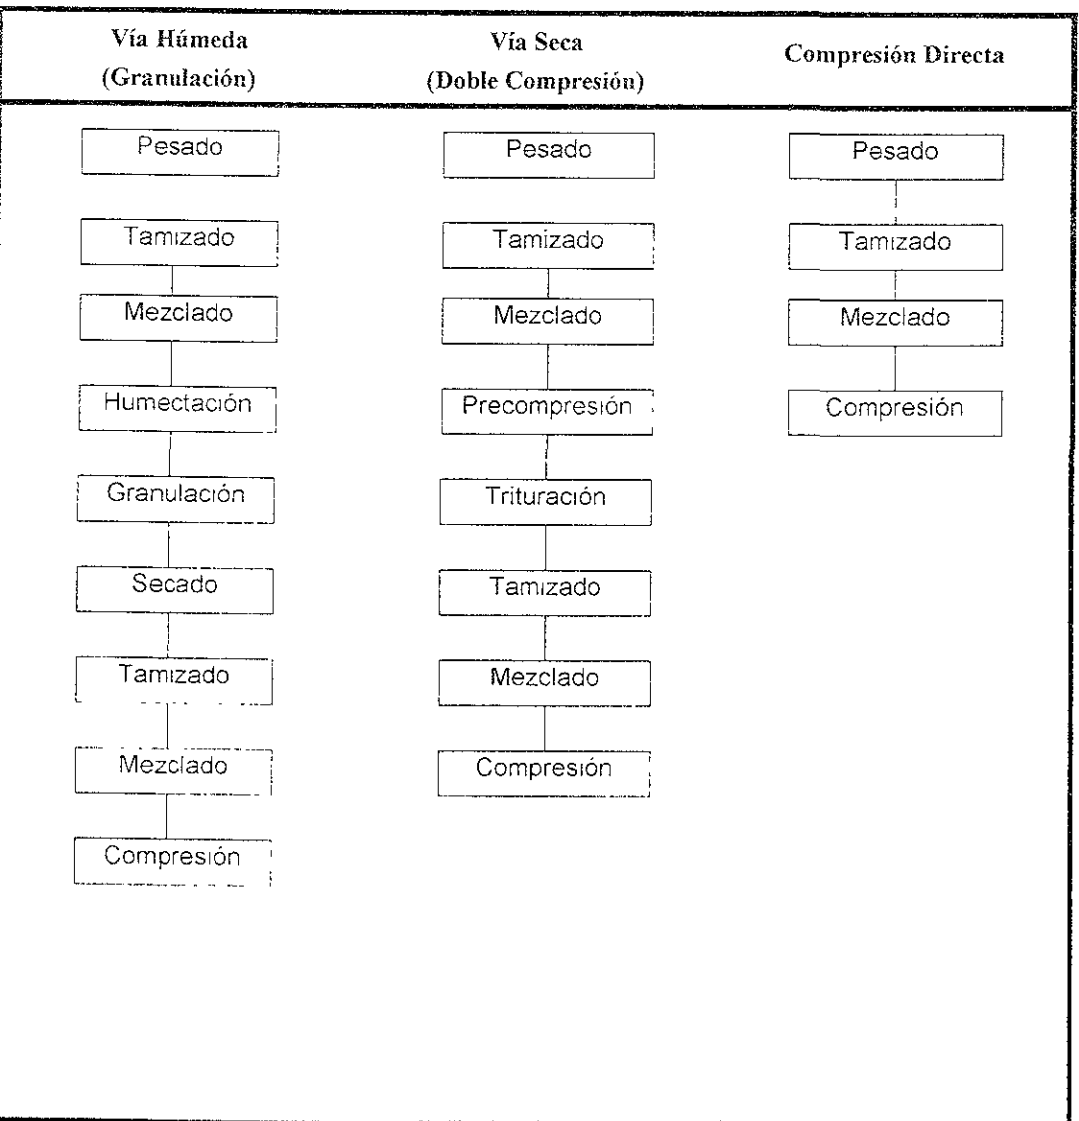 Vía Húmeda
(Granulación)
Vía Seca
(Doble Compresión)
Compresión Directa
Pesado
Tamizado
Mezclado
Humectación
Granulación
Secado
Tamizado
Mezclado
Compresión
Pesado
Tamizado
Mezclado
Precompresión
Trituración
Tamizado
Mezclado
Compresión
Pesado
Tamizado
Mezclado
Compresión